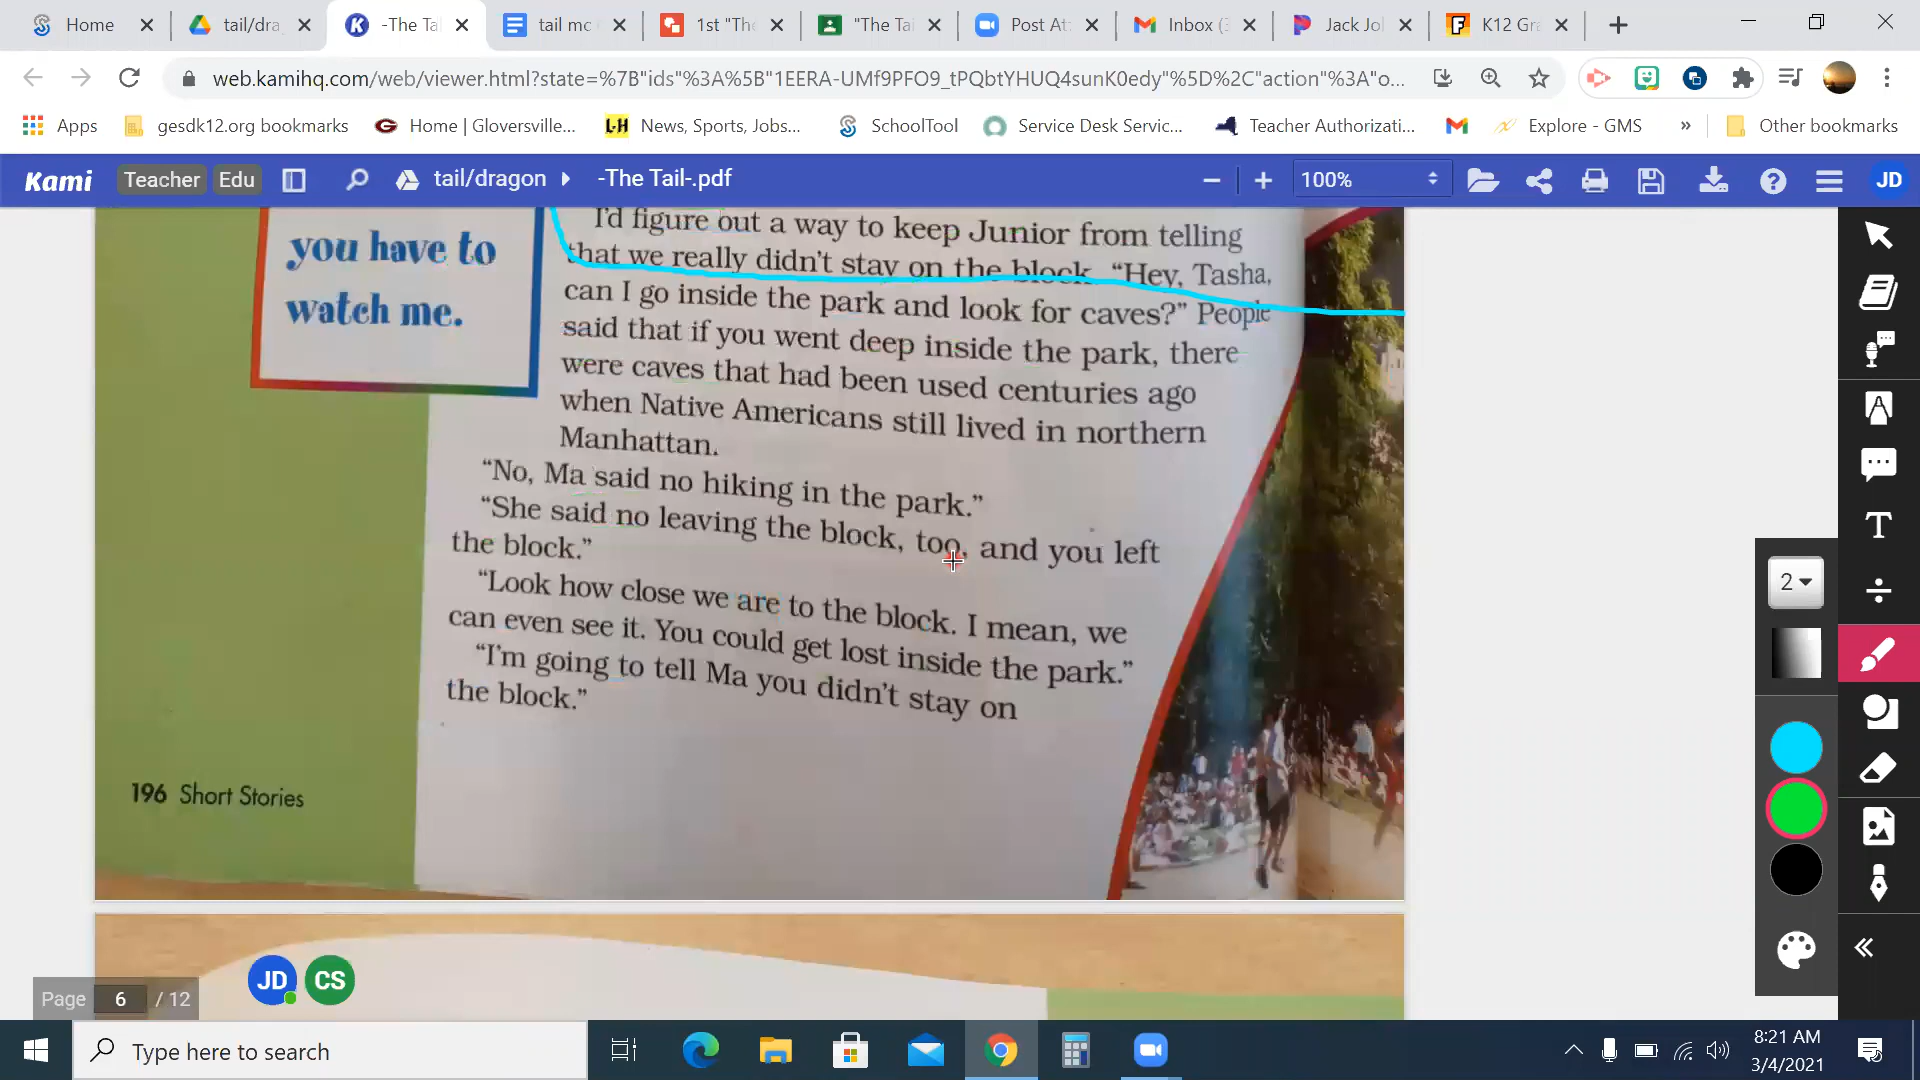 Home
tail/dra
-The Tai
tail mc
1st "The
"The Tai
Post At
Inbox (3
Jack Jo
K12 Gra
web.kamihq.com/web/viewer.html?state=%7B"ids"%3A%5B"1EERA-UMf9PFO9_tPQbtYHUQ4sunK0edy"%5D%2C"action"%3A"o...
Apps
gesdk12.org bookmarks
Home | Gloversville...
L·H
News, Sports, Jobs...
SchoolTool
Service Desk Servic...
Teacher Authorizati...
Explore - GMS
»
Other bookmarks
Kami
Teacher
Edu
tail/dragon
-The Tail-.pdf
100%
JD
you have to
watch me.
I'd figure out a way to keep Junior from telling
that we really didn't stay on the block. “Hey, Tasha,
can I go inside the park and look for caves?” People
said that if you went deep inside the park, there
were caves that had been used centuries ago
when Native Americans still lived in northern
Manhattan.
“No, Ma said no hiking in the park.”
“She said no leaving the block, too, and you left
the block.”
“Look how close we are to the block. I mean, we
can even see it. You could get lost inside the park.”
“I'm going to tell Ma you didn't stay on
the block.”
196 Short Stories
2
JD
CS
Page 6 / 12
Type here to search
8:21 AM
3/4/2021